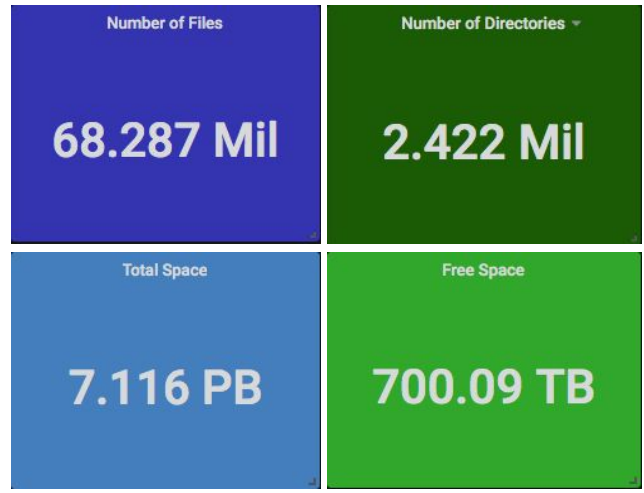 Number of Files
68.287 Mil
Number of Directories
2.422 Mil
Total Space
7.116 PB
Free Space
700.09 TB